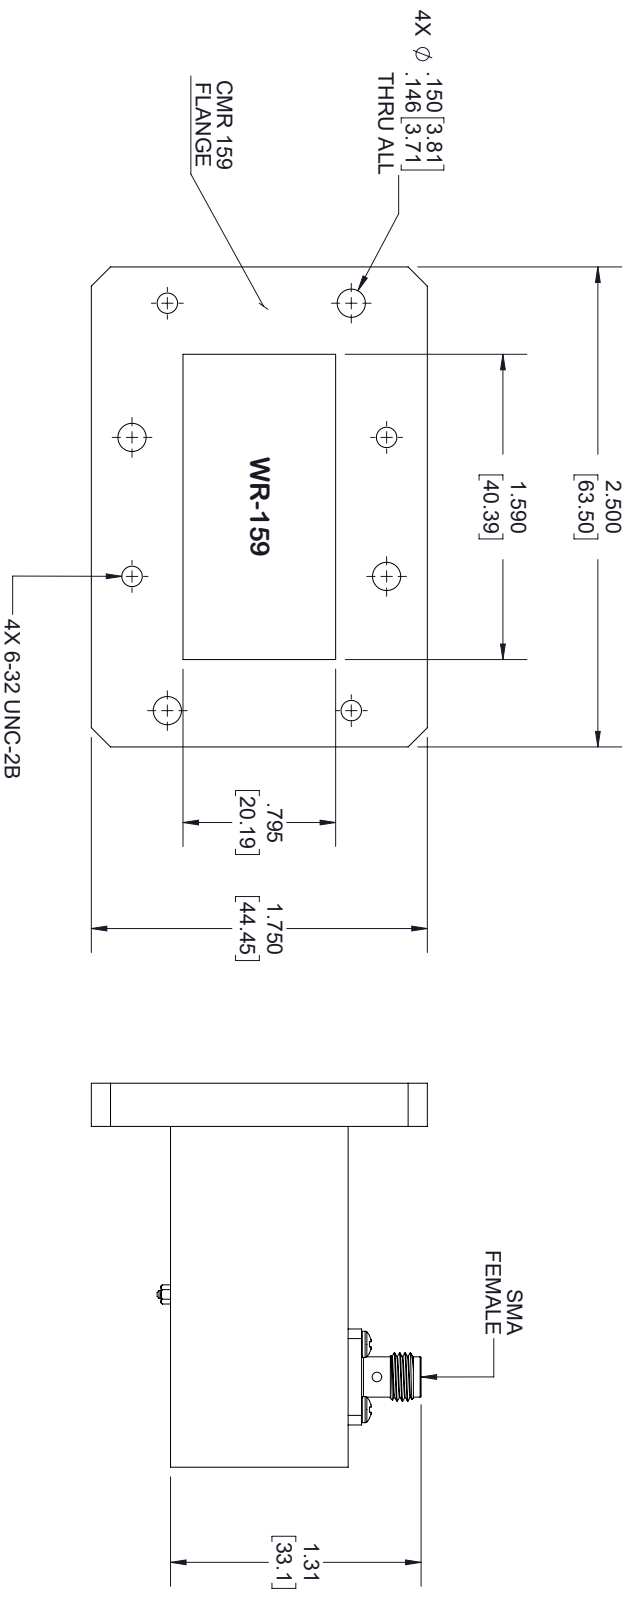 4X Ø .150 [3.81]
.146 [3.71]
THRU ALL
CMR 159
FLANGE
2.500
[63.50]
1.590
[40.39]
WR-159
.795
[20.19]
1.750
[44.45]
4X 6-32 UNC-2B
SMA
FEMALE
1.31
[33.1]